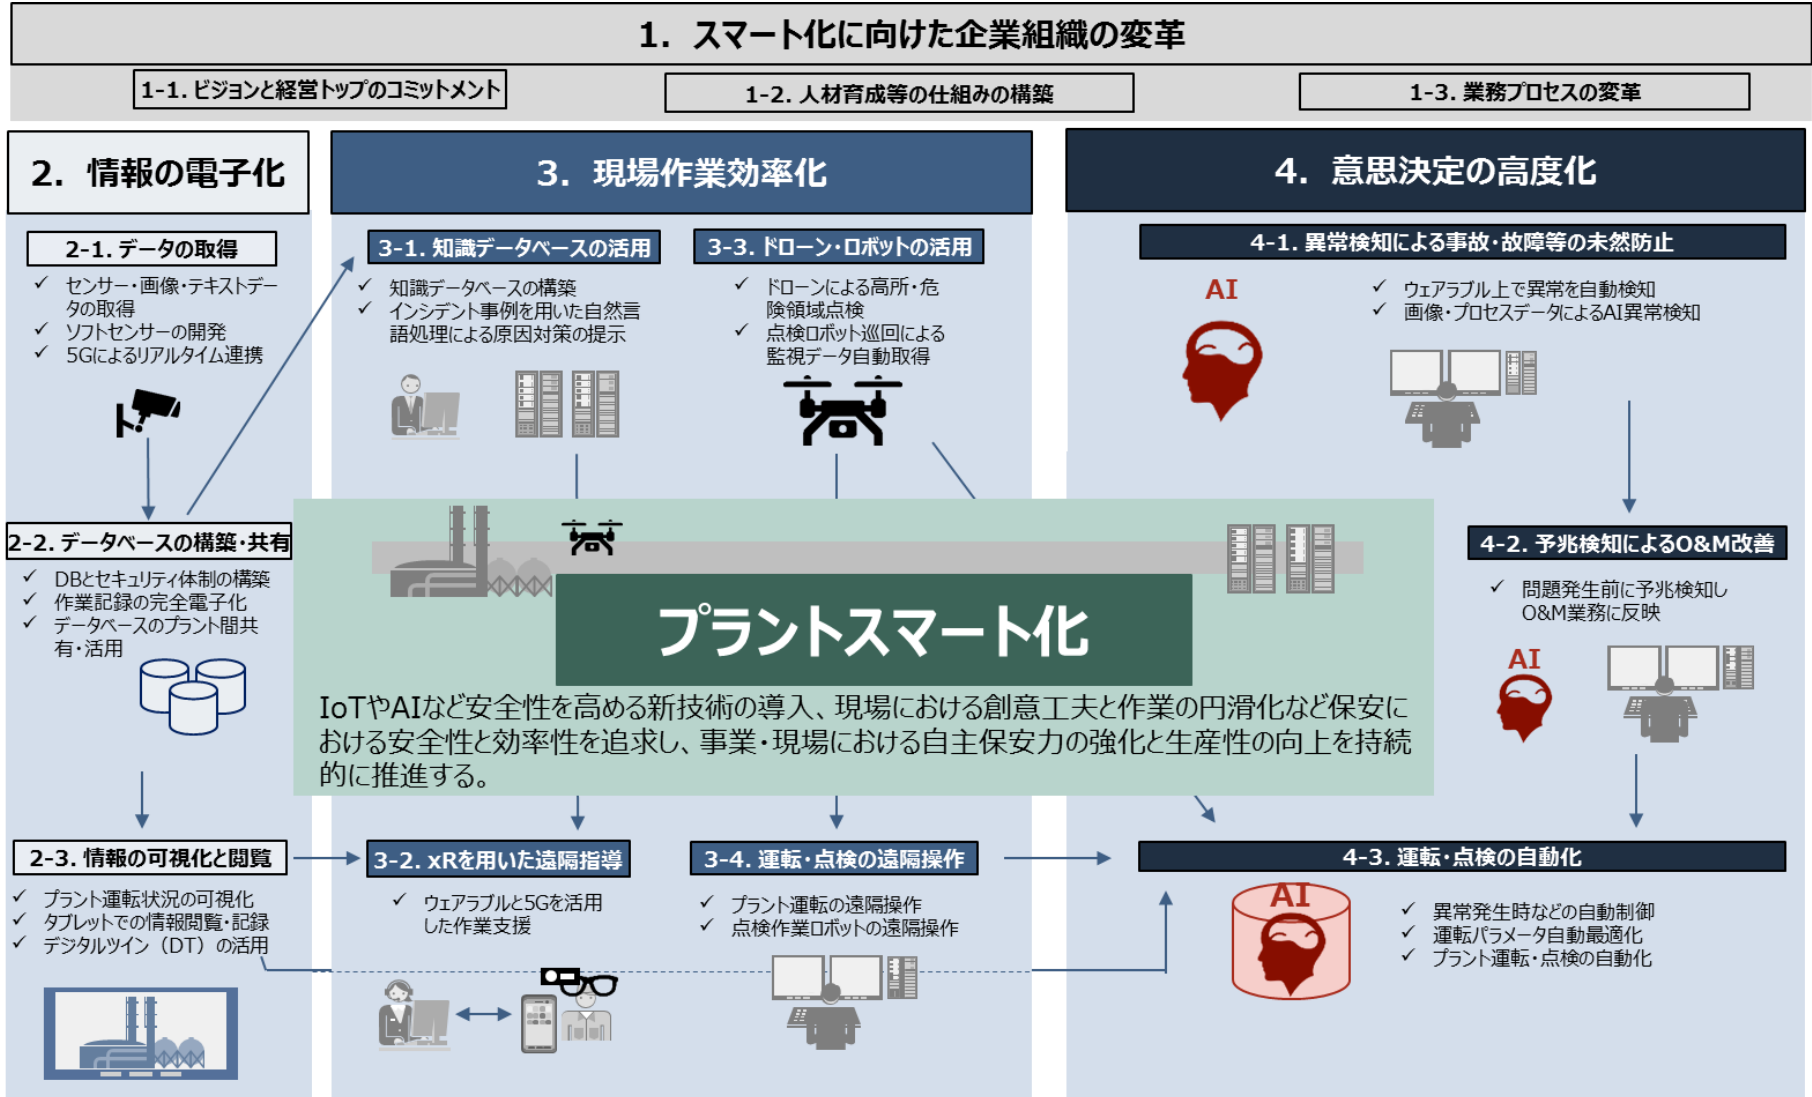 1. スマート化に向けた企業組織の変革
1-1. ビジョンと経営トップのコミットメント
1-2. 人材育成等の仕組みの構築
1-3. 業務プロセスの変革
2. 情報の電子化
2-1. データの取得
✓ センサー・画像・テキストデー
タの取得
✓ ソフトセンサーの開発
✓ 5Gによるリアルタイム連携
2-2. データベースの構築・共有
✓ DBとセキュリティ体制の構築
✓ 作業記録の完全電子化
✓ データベースのプラント間共
有・活用
2-3. 情報の可視化と閲覧
✓ プラント運転状況の可視化
✓ タブレットでの情報閲覧・記録
✓ デジタルツイン（DT）の活用
3. 現場作業効率化
3-1. 知識データベースの活用
✓ 知識データベースの構築
✓ インシデント事例を用いた自然言
語処理による原因対策の提示
3-3. ドローン・ロボットの活用
✓ ドローンによる高所・危
険領域点検
✓ 点検ロボット巡回による
監視データ自動取得
プラントスマート化
IoTやAIなど安全性を高める新技術の導入、現場における創意工夫と作業の円滑化など保安に
おける安全性と効率性を追求し、事業・現場における自主保安力の強化と生産性の向上を持続
的に推進する。
3-2. xRを用いた遠隔指導
✓ ウェアラブルと5Gを活用
した作業支援
3-4. 運転・点検の遠隔操作
✓ プラント運転の遠隔操作
✓ 点検作業ロボットの遠隔操作
4. 意思決定の高度化
4-1. 異常検知による事故・故障等の未然防止
AI
✓ ウェアラブル上で異常を自動検知
✓ 画像・プロセスデータによるAI異常検知
4-2. 予兆検知によるO&M改善
✓ 問題発生前に予兆検知し
O&M業務に反映
AI
4-3. 運転・点検の自動化
AI
✓ 異常発生時などの自動制御
✓ 運転パラメータ自動最適化
✓ プラント運転・点検の自動化